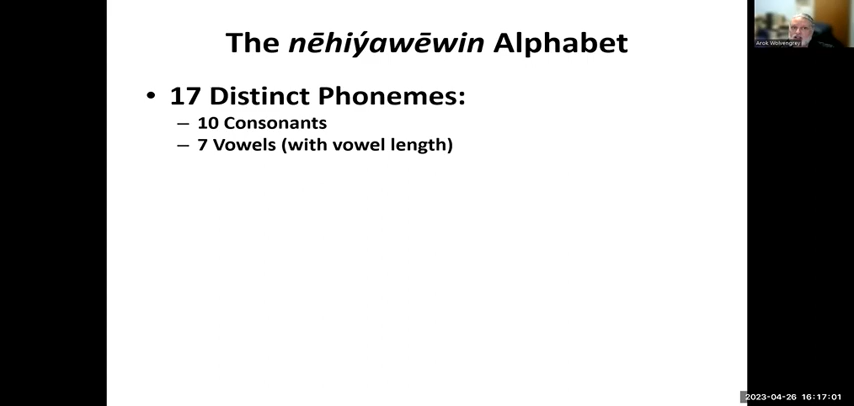 The nēhiýawēwin Alphabet
• 17 Distinct Phonemes:
– 10 Consonants
– 7 Vowels (with vowel length)
Arok Wolvengrey
2023-04-26 16:17:01